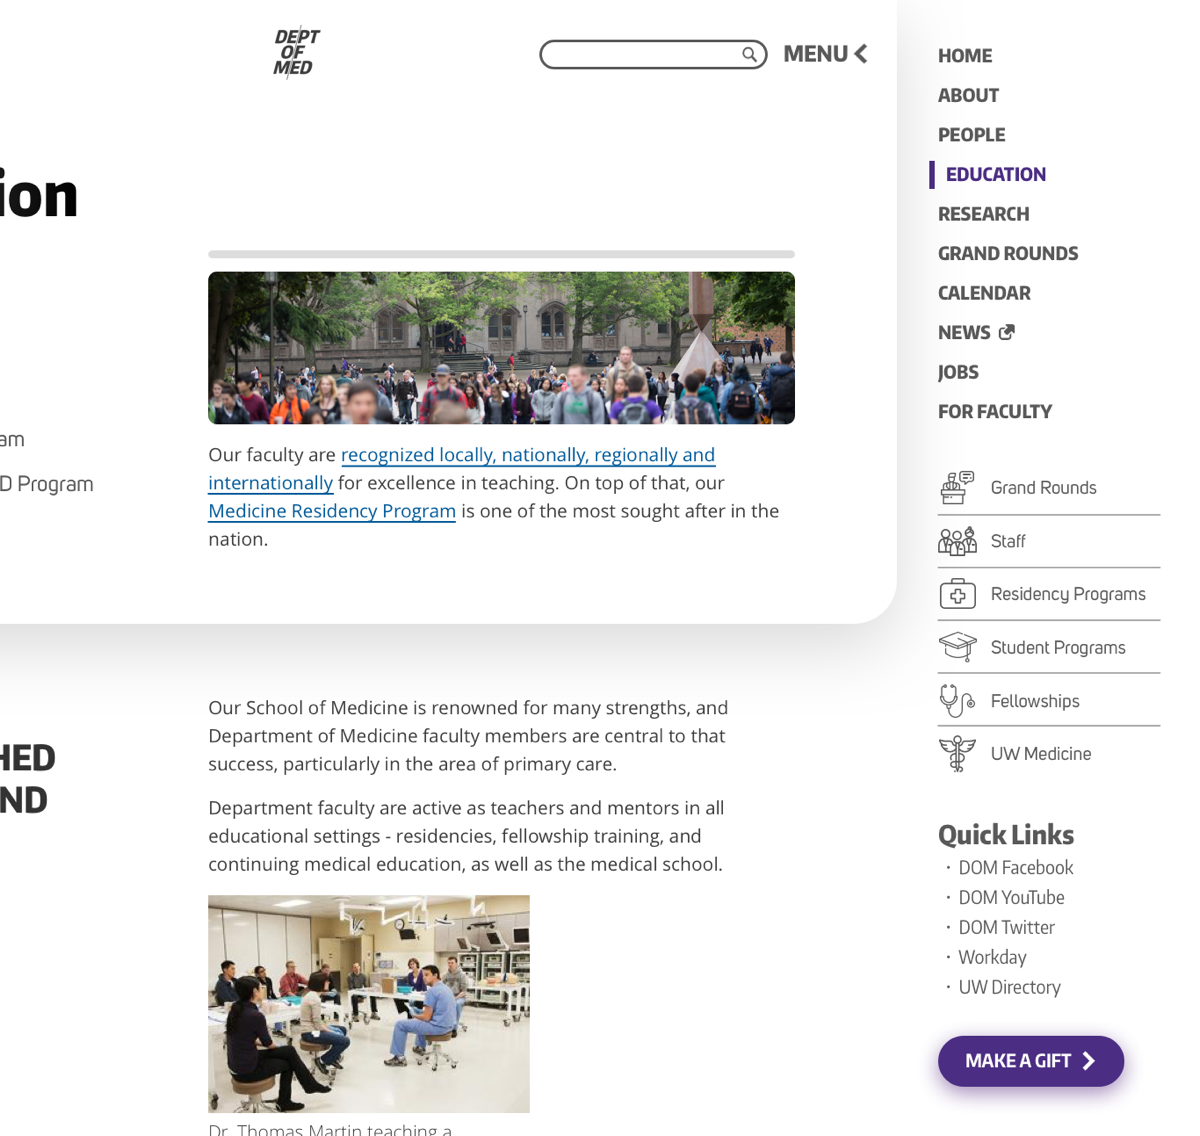 DEPT
OF
MED
MENU
ion
am
D Program
Our faculty are recognized locally, nationally, regionally and
internationally for excellence in teaching. On top of that, our
Medicine Residency Program is one of the most sought after in the
nation.
Our School of Medicine is renowned for many strengths, and
Department of Medicine faculty members are central to that
success, particularly in the area of primary care.
HED
ND
Department faculty are active as teachers and mentors in all
educational settings - residencies, fellowship training, and
continuing medical education, as well as the medical school.
Dr. Thomas Martin teaching a
HOME
ABOUT
PEOPLE
EDUCATION
RESEARCH
GRAND ROUNDS
CALENDAR
NEWS
JOBS
FOR FACULTY
Grand Rounds
Staff
Residency Programs
Student Programs
Fellowships
UW Medicine
Quick Links
· DOM Facebook
· DOM YouTube
· DOM Twitter
· Workday
· UW Directory
MAKE A GIFT